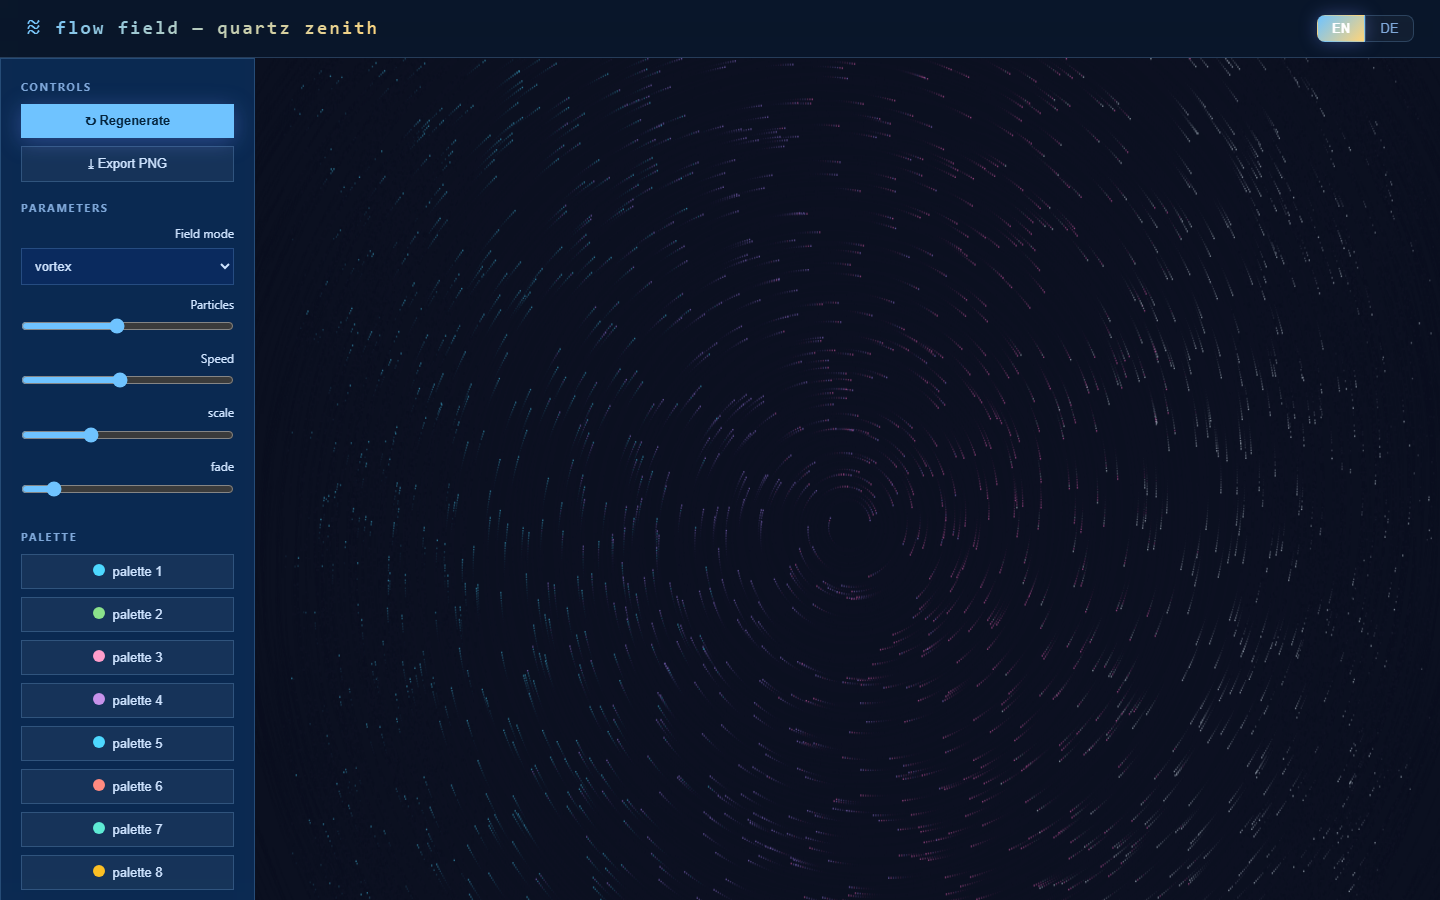 ≈ flow field — quartz zenith
EN DE
CONTROLS
↻ Regenerate
⤓ Export PNG
PARAMETERS
Field mode
vortex
Particles
Speed
scale
fade
PALETTE
palette 1
palette 2
palette 3
palette 4
palette 5
palette 6
palette 7
palette 8